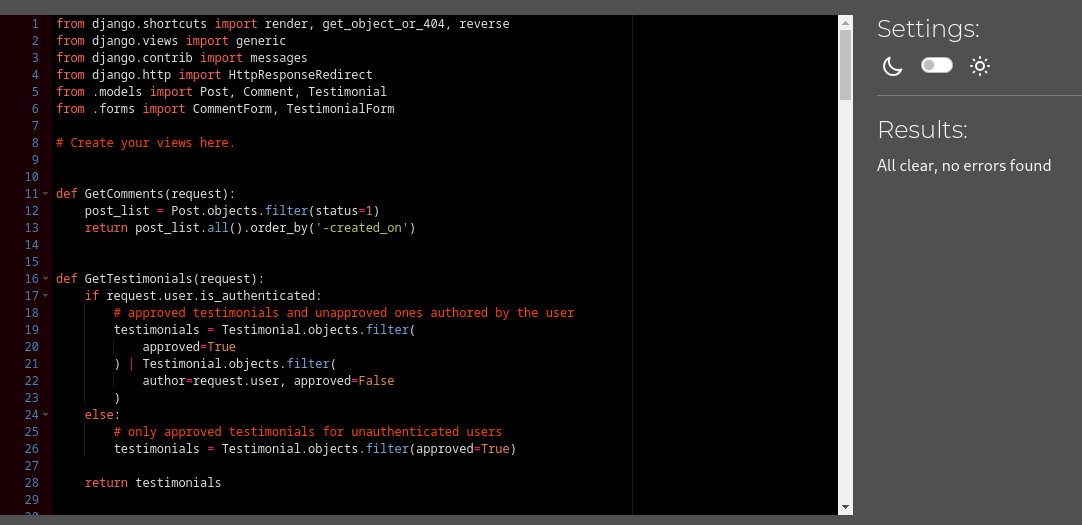 1 from django.shortcuts import render, get_object_or_404, reverse
2 from django.views import generic
3 from django.contrib import messages
4 from django.http import HttpResponseRedirect
5 from .models import Post, Comment, Testimonial
6 from .forms import CommentForm, TestimonialForm
7
8 # Create your views here.
9
10
11 def GetComments(request):
12     post_list = Post.objects.filter(status=1)
13     return post_list.all().order_by('-created_on')
14
15
16 def GetTestimonials(request):
17     if request.user.is_authenticated:
18         # approved testimonials and unapproved ones authored by the user
19         testimonials = Testimonial.objects.filter(
20             approved=True
21         ) | Testimonial.objects.filter(
22             author=request.user, approved=False
23         )
24     else:
25         # only approved testimonials for unauthenticated users
26         testimonials = Testimonial.objects.filter(approved=True)
27
28     return testimonials
29
Settings:
Results:
All clear, no errors found